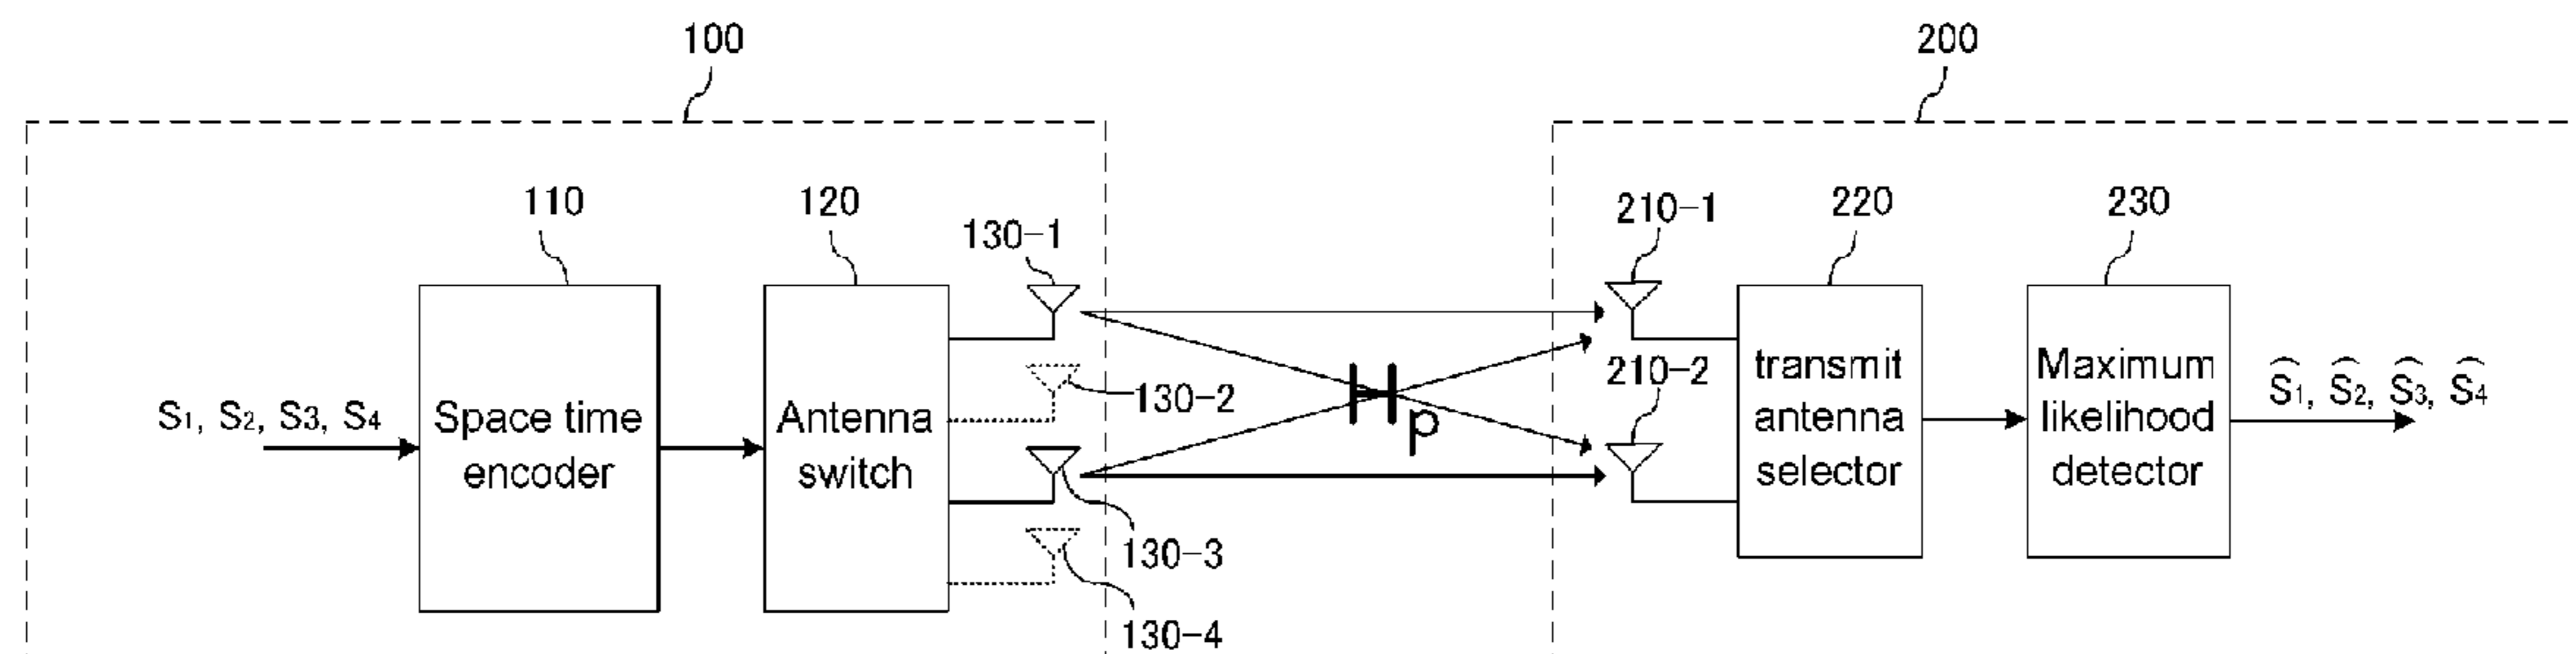 100
200
110
120
130-1
210-1
220
230
130-2
210-2
S1, S2, S3, S4
Space time
encoder
Antenna
switch
Hp
transmit
antenna
selector
Maximum
likelihood
detector
Ŝ1, Ŝ2, Ŝ3, Ŝ4
130-3
130-4